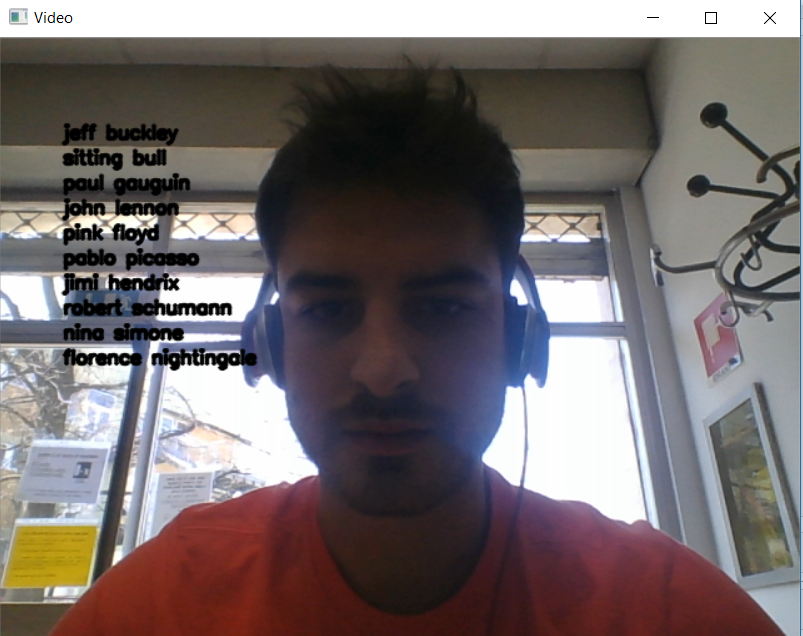 Video
jeff buckley
sitting bull
paul gauguin
john lennon
pink floyd
pablo picasso
jimi hendrix
robert schumann
nina simone
florence nightingale